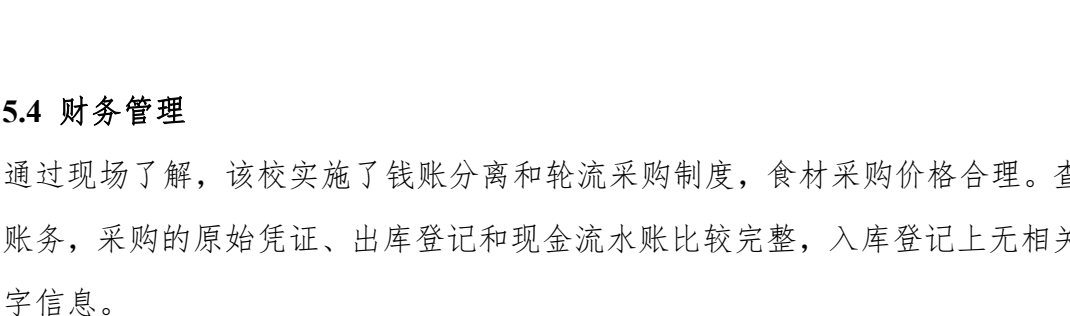 5.4 财务管理
通过现场了解，该校实施了钱账分离和轮流采购制度，食材采购价格合理。查
账务，采购的原始凭证、出库登记和现金流水账比较完整，入库登记上无相关
字信息。